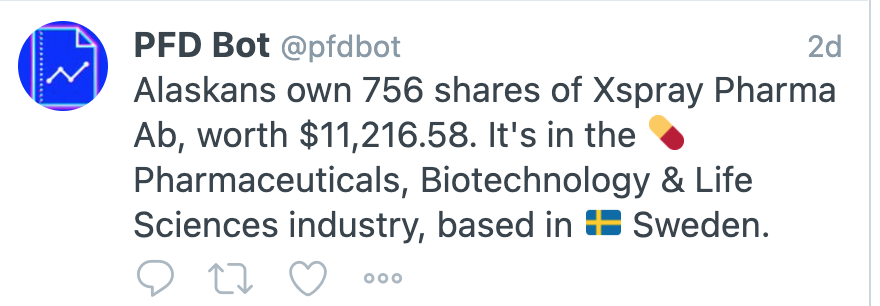 PFD Bot @pfdbot 2d
Alaskans own 756 shares of Xspray Pharma
Ab, worth $11,216.58. It's in the 💊
Pharmaceuticals, Biotechnology & Life
Sciences industry, based in 🇸🇪 Sweden.